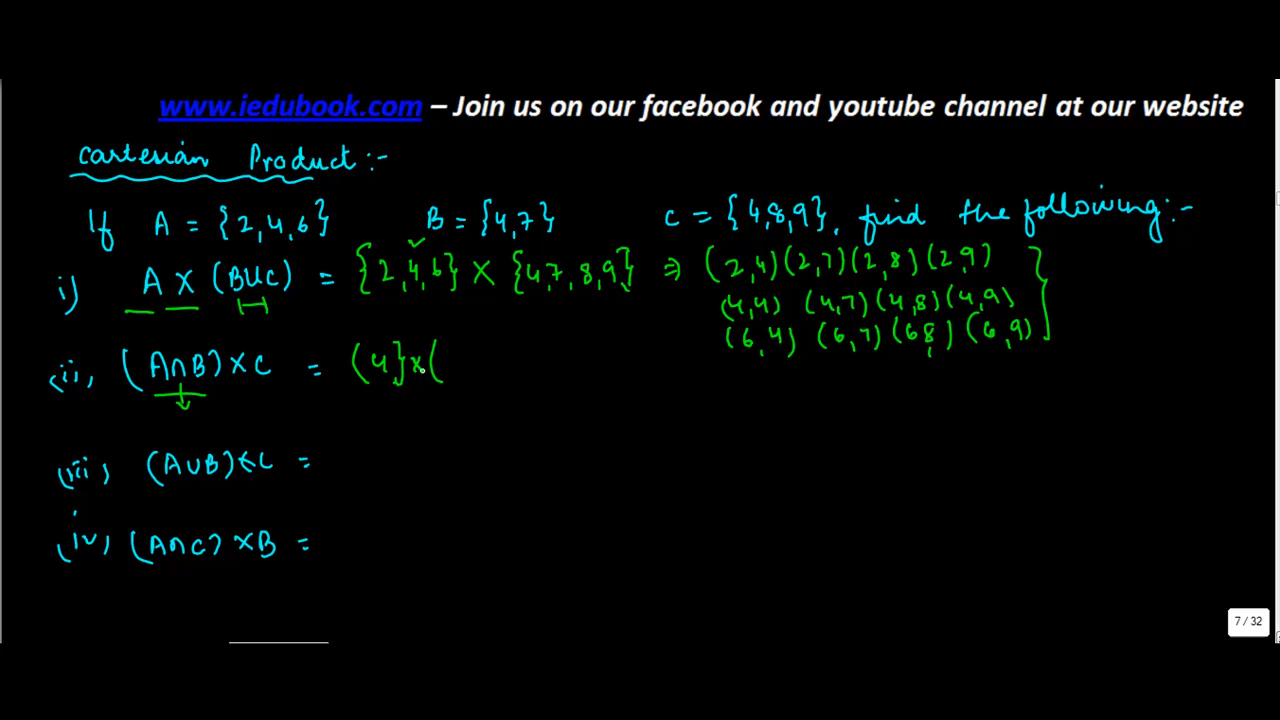 www.iedubook.com – Join us on our facebook and youtube channel at our website
Cartesian Product :-
If A = {2,4,6} B = {4,7} C = {4,8,9}. find the following:-
i) A X (BUC) = {2,4,6} X {4,7,8,9} ⇒ (2,4)(2,7)(2,8)(2,9)
(4,4) (4,7)(4,8)(4,9)
(6,4) (6,7)(6,8) (6,9) }
(ii) (A∩B)×C = (4}×(
(iii) (AUB)×C =
(iv) (A∩C) ×B =
7 / 32